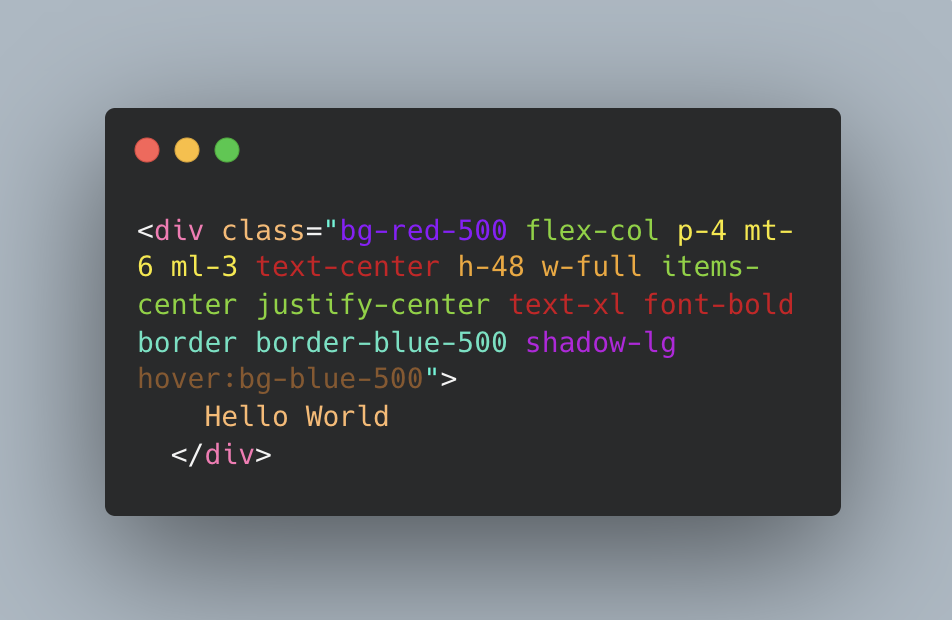 <div class="bg-red-500 flex-col p-4 mt-
6 ml-3 text-center h-48 w-full items-
center justify-center text-xl font-bold
border border-blue-500 shadow-lg
hover:bg-blue-500">
    Hello World
  </div>